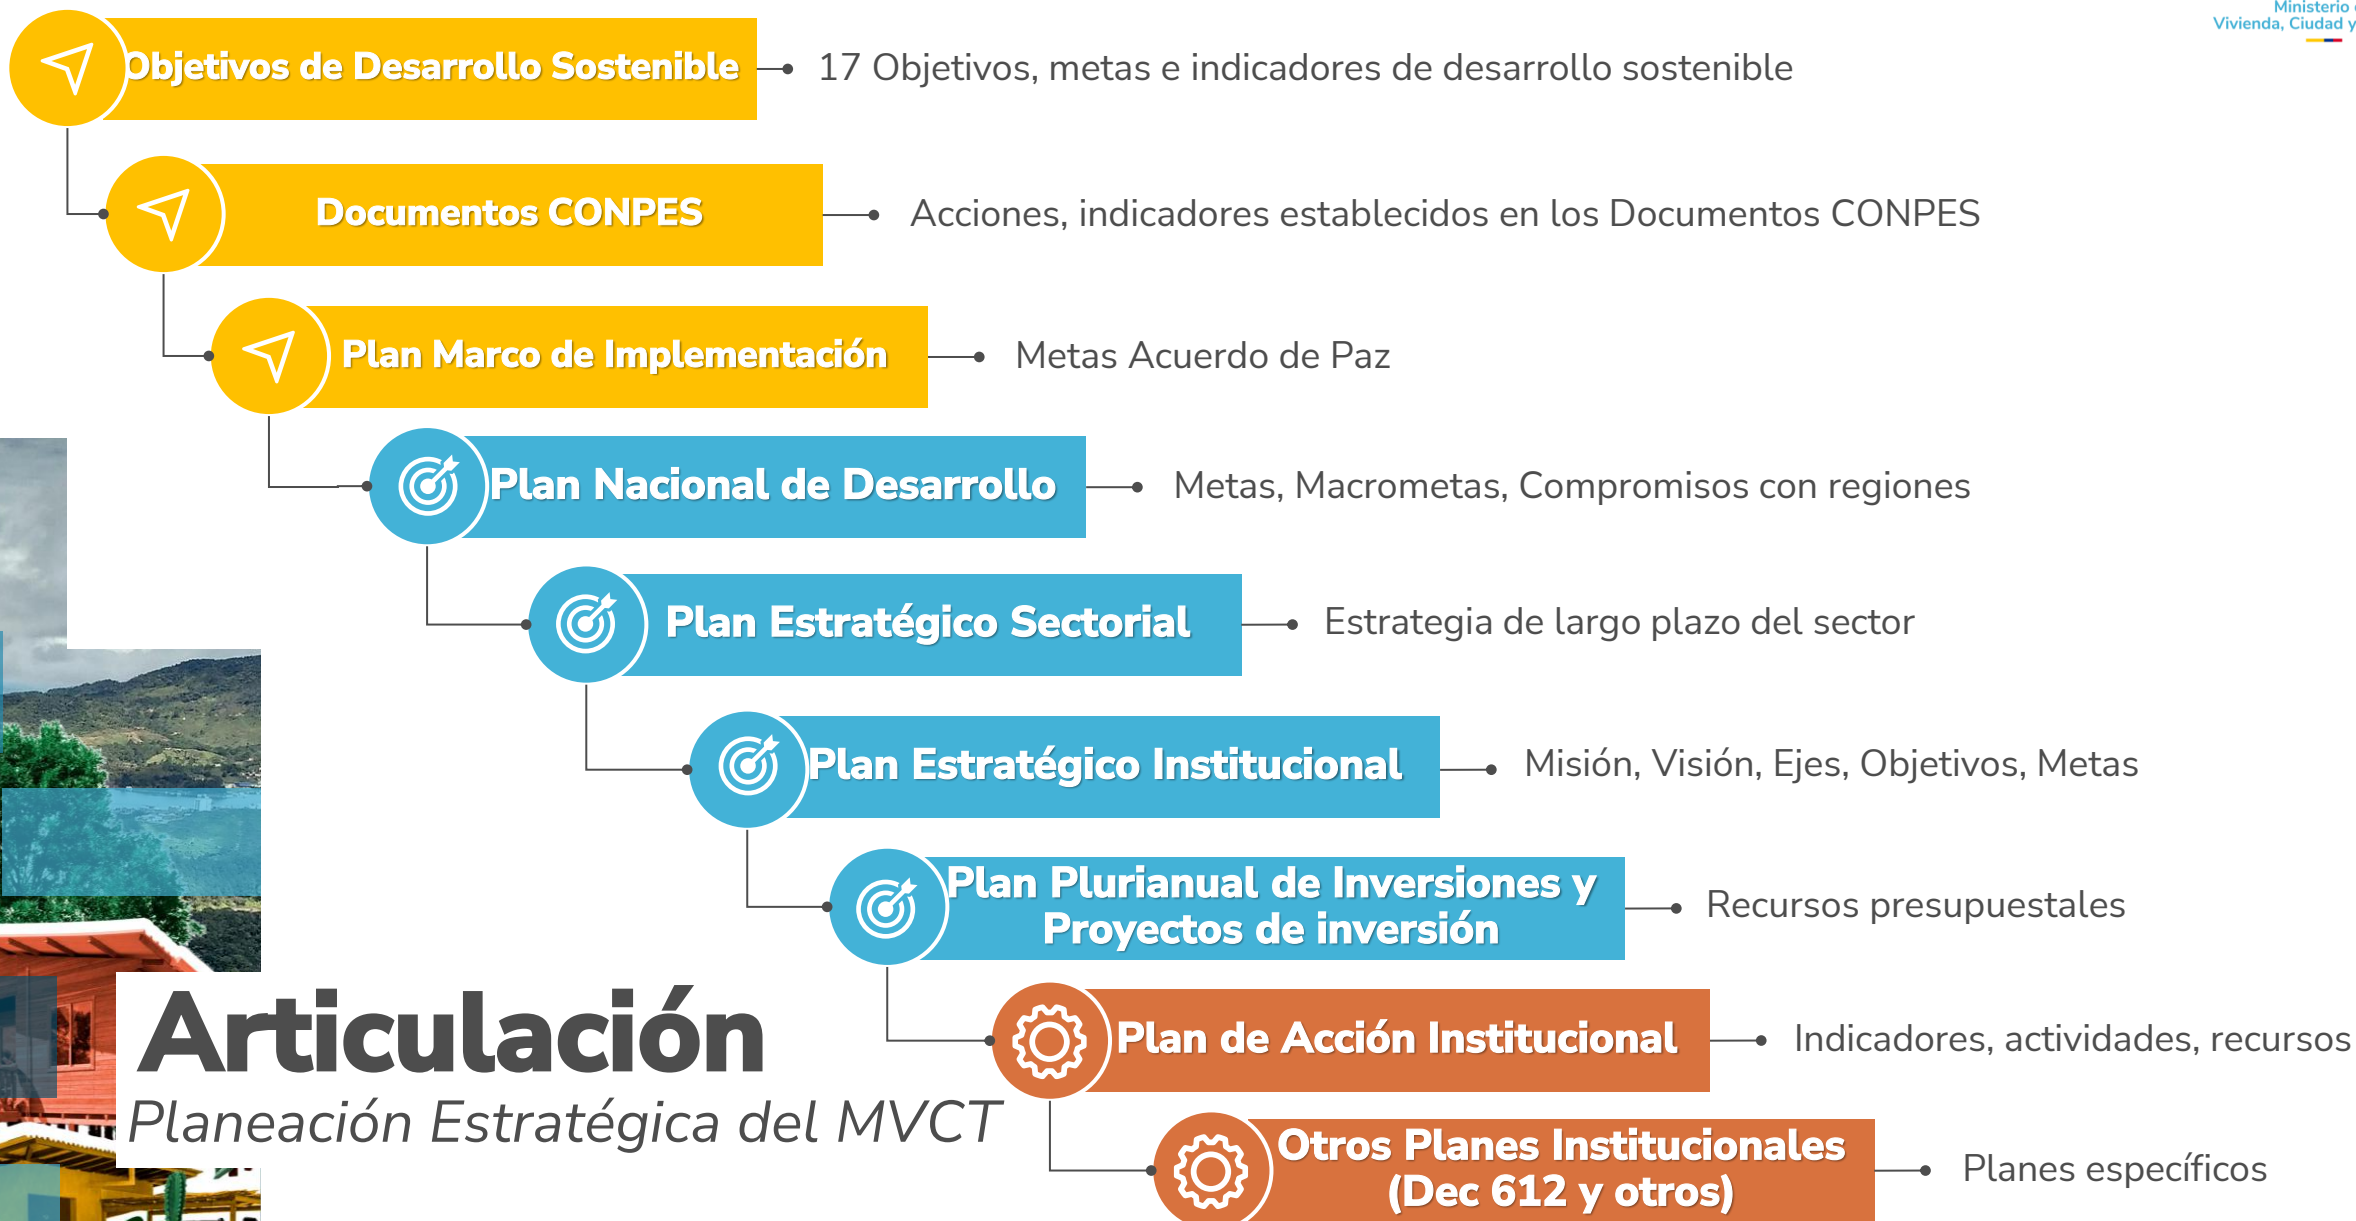 Ministerio
Vivienda, Ciudad y
Objetivos de Desarrollo Sostenible
17 Objetivos, metas e indicadores de desarrollo sostenible
Documentos CONPES
Acciones, indicadores establecidos en los Documentos CONPES
Plan Marco de Implementación
Metas Acuerdo de Paz
Plan Nacional de Desarrollo
Metas, Macrometas, Compromisos con regiones
Plan Estratégico Sectorial
Estrategia de largo plazo del sector
Plan Estratégico Institucional
Misión, Visión, Ejes, Objetivos, Metas
Plan Plurianual de Inversiones y
Proyectos de inversión
Recursos presupuestales
Plan de Acción Institucional
Indicadores, actividades, recursos
Otros Planes Institucionales
(Dec 612 y otros)
Planes específicos
Articulación
Planeación Estratégica del MVCT